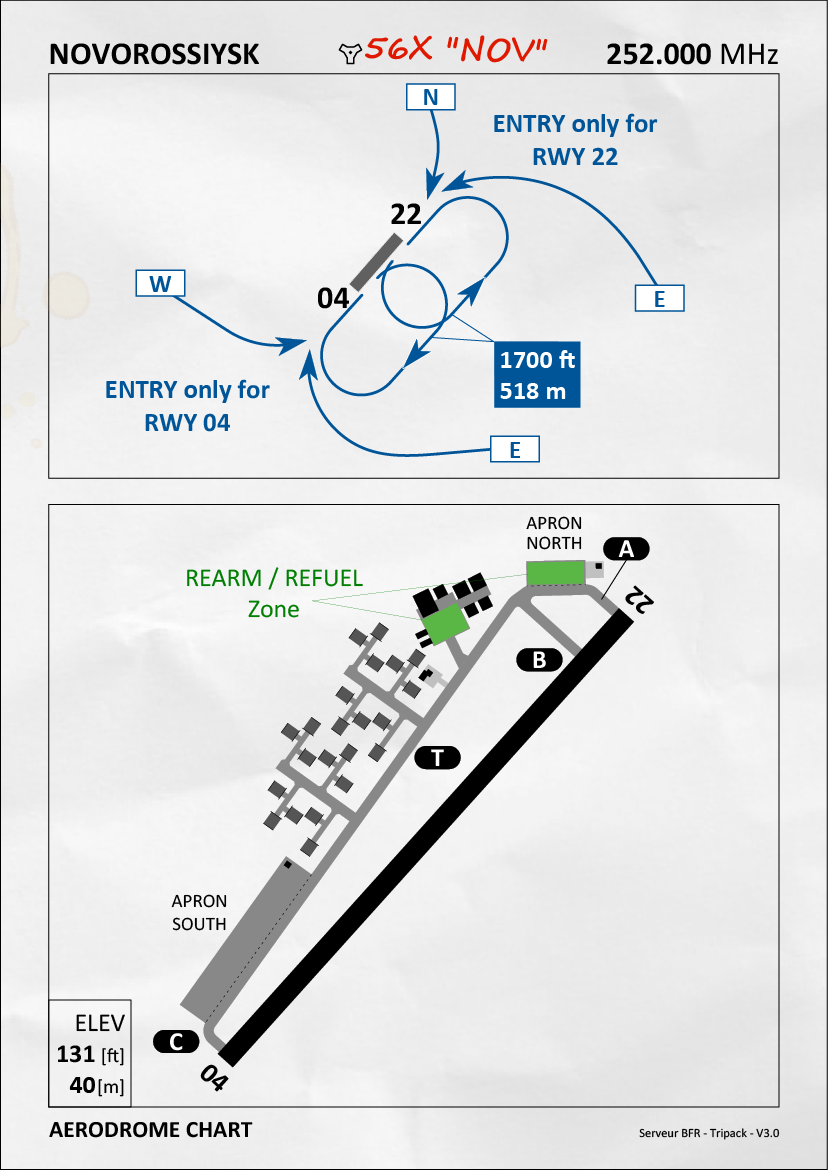 NOVOROSSIYSK
56X "NOV"
252.000 MHz
N
ENTRY only for
RWY 22
22
W
04
E
1700 ft
518 m
ENTRY only for
RWY 04
E
APRON
NORTH
A
REARM / REFUEL
Zone
22
B
T
APRON
SOUTH
ELEV
131 [ft]
40[m]
C
04
AERODROME CHART
Serveur BFR - Tripack - V3.0